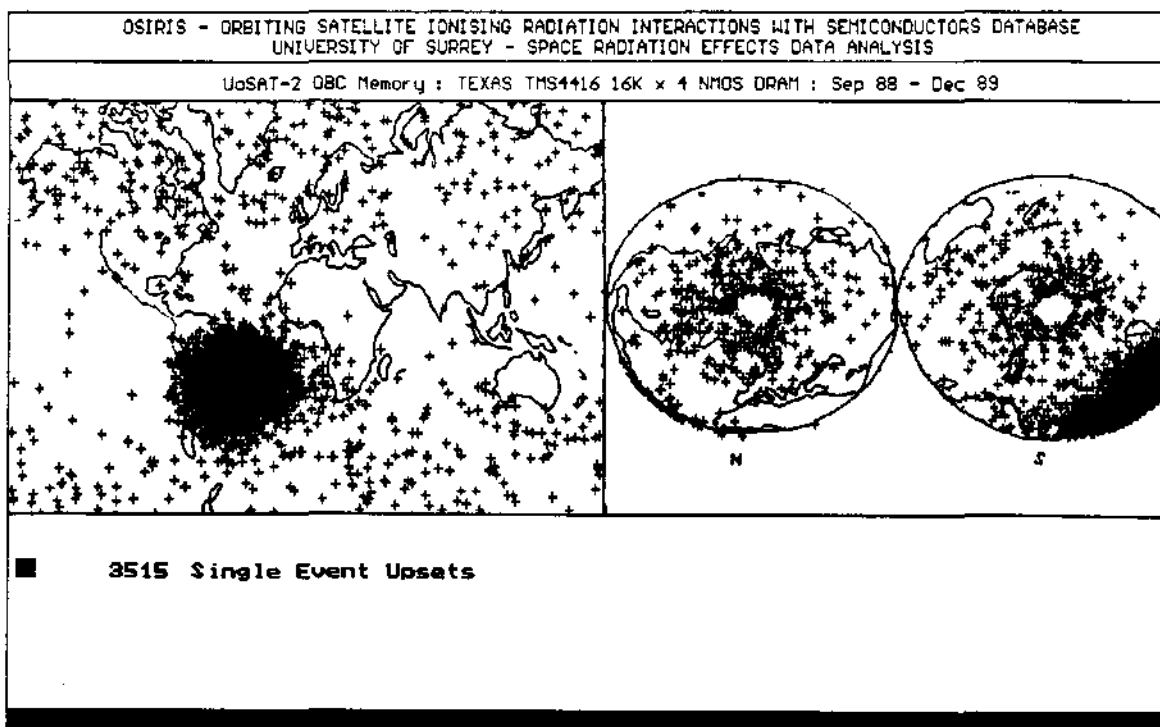 OSIRIS - ORBITING SATELLITE IONISING RADIATION INTERACTIONS WITH SEMICONDUCTORS DATABASE
UNIVERSITY OF SURREY - SPACE RADIATION EFFECTS DATA ANALYSIS
UoSAT-2 OBC Memory : TEXAS TMS4416 16K x 4 NMOS DRAM : Sep 88 - Dec 89
N
S
3515 Single Event Upsets